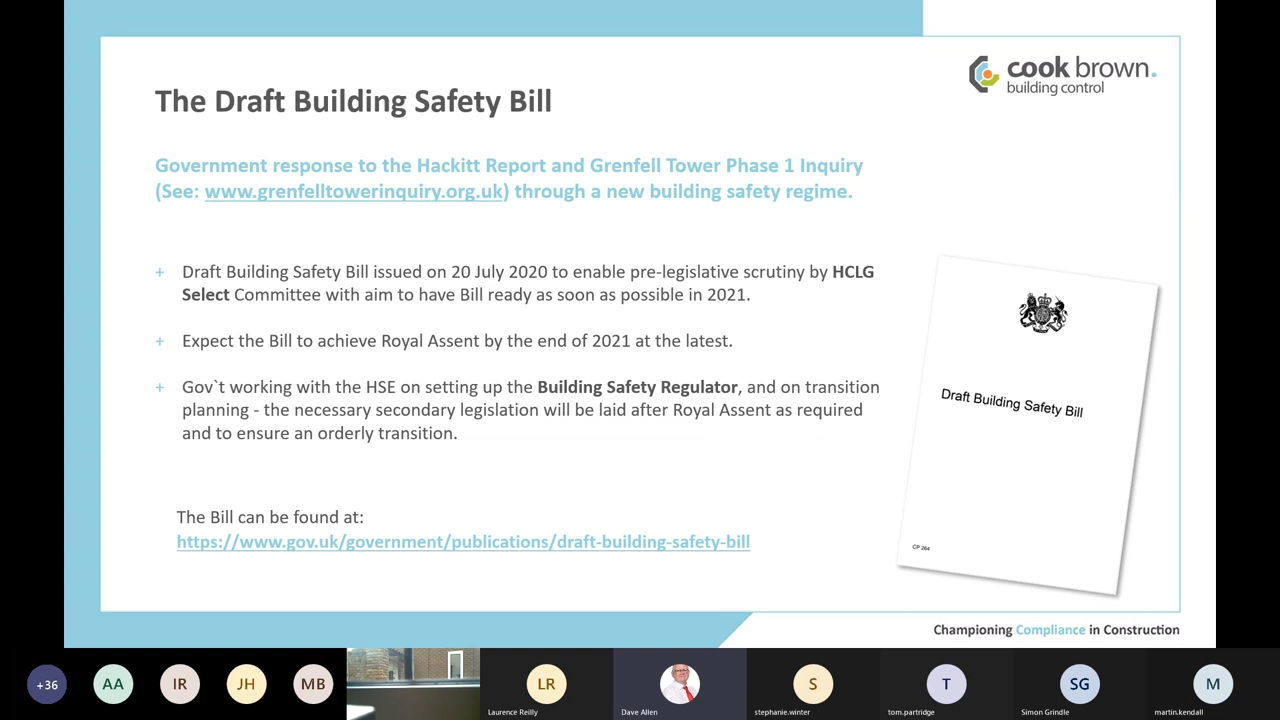 cook brown.
building control
The Draft Building Safety Bill
Government response to the Hackitt Report and Grenfell Tower Phase 1 Inquiry
(See: www.grenfelltowerinquiry.org.uk) through a new building safety regime.
+ Draft Building Safety Bill issued on 20 July 2020 to enable pre-legislative scrutiny by HCLG
Select Committee with aim to have Bill ready as soon as possible in 2021.
+ Expect the Bill to achieve Royal Assent by the end of 2021 at the latest.
+ Gov`t working with the HSE on setting up the Building Safety Regulator, and on transition
planning - the necessary secondary legislation will be laid after Royal Assent as required
and to ensure an orderly transition.
Draft Building Safety Bill
CP 264
The Bill can be found at:
https://www.gov.uk/government/publications/draft-building-safety-bill
Championing Compliance in Construction
+36 AA IR JH MB LR S T SG M
Laurence Reilly Dave Allen stephanie.winter tom.partridge Simon Grindle martin.kendall